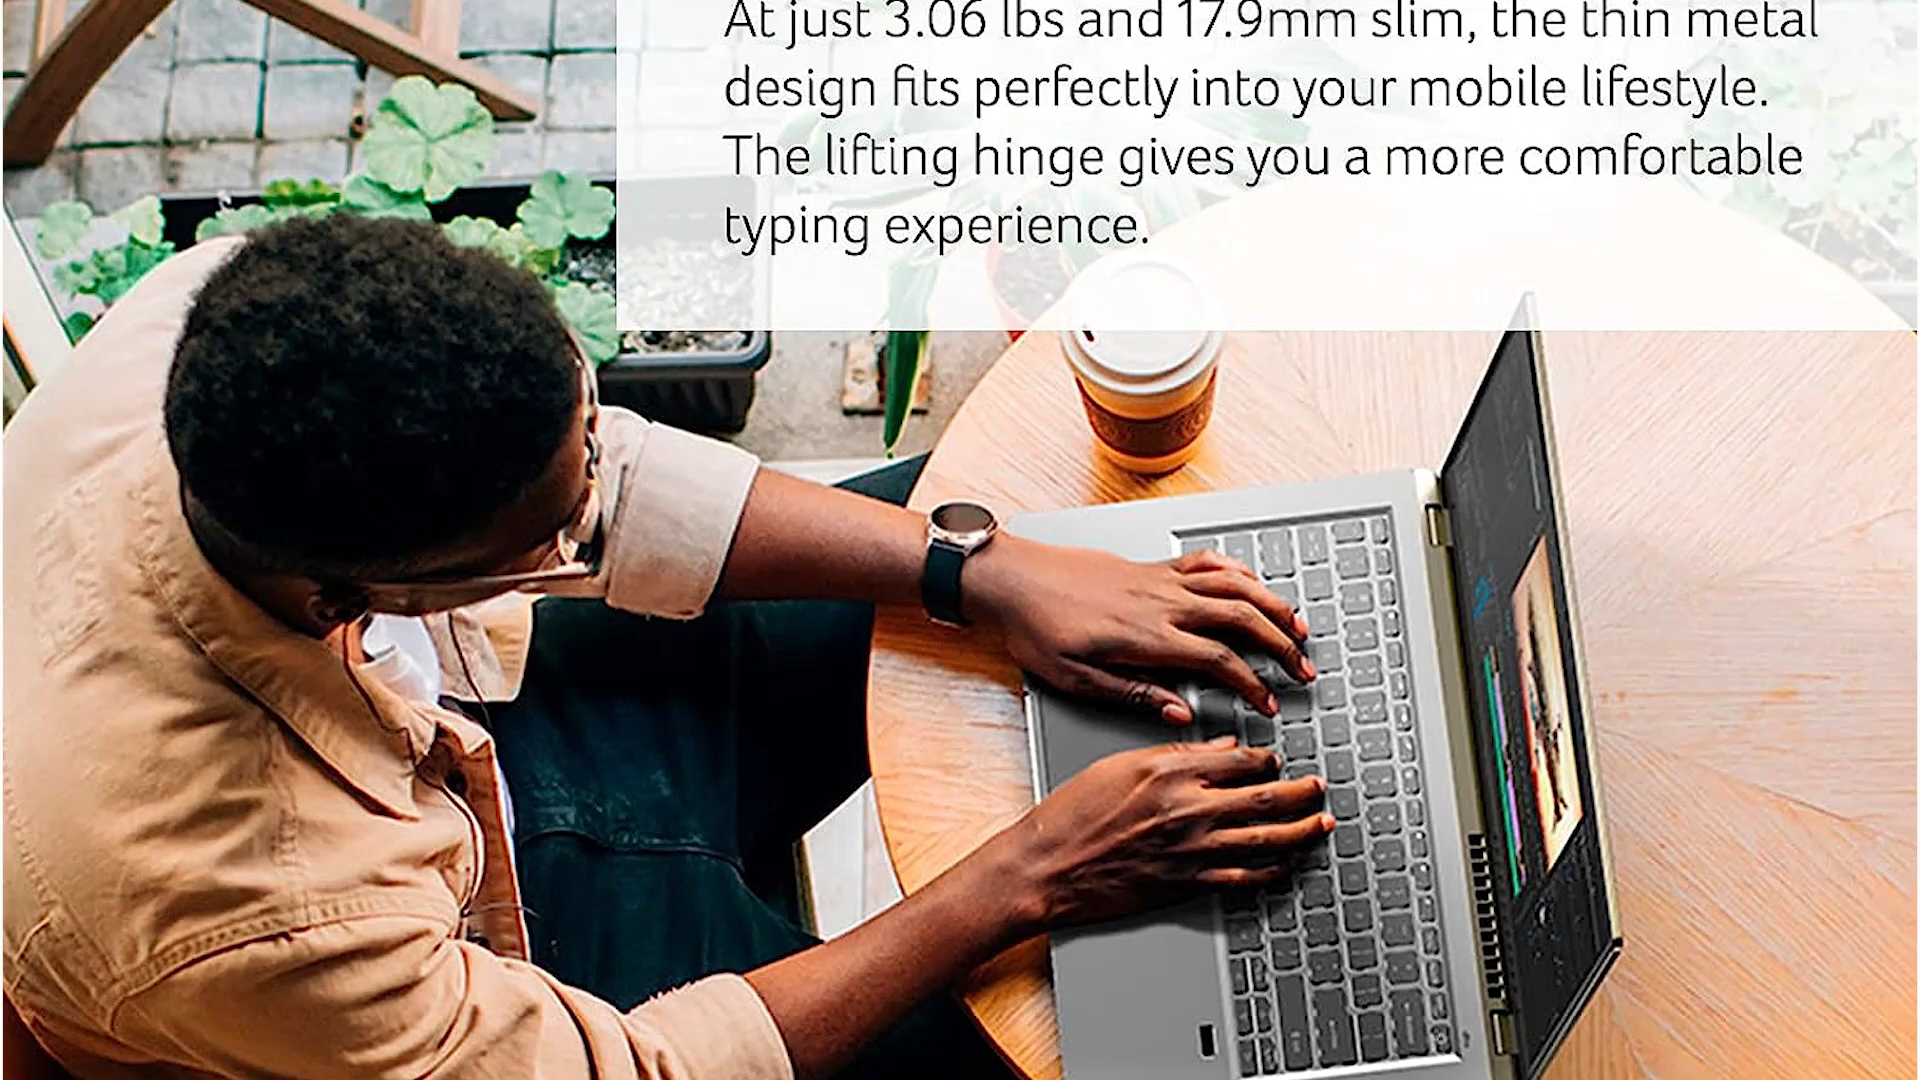 At just 3.06 lbs and 17.9mm slim, the thin metal
design fits perfectly into your mobile lifestyle.
The lifting hinge gives you a more comfortable
typing experience.